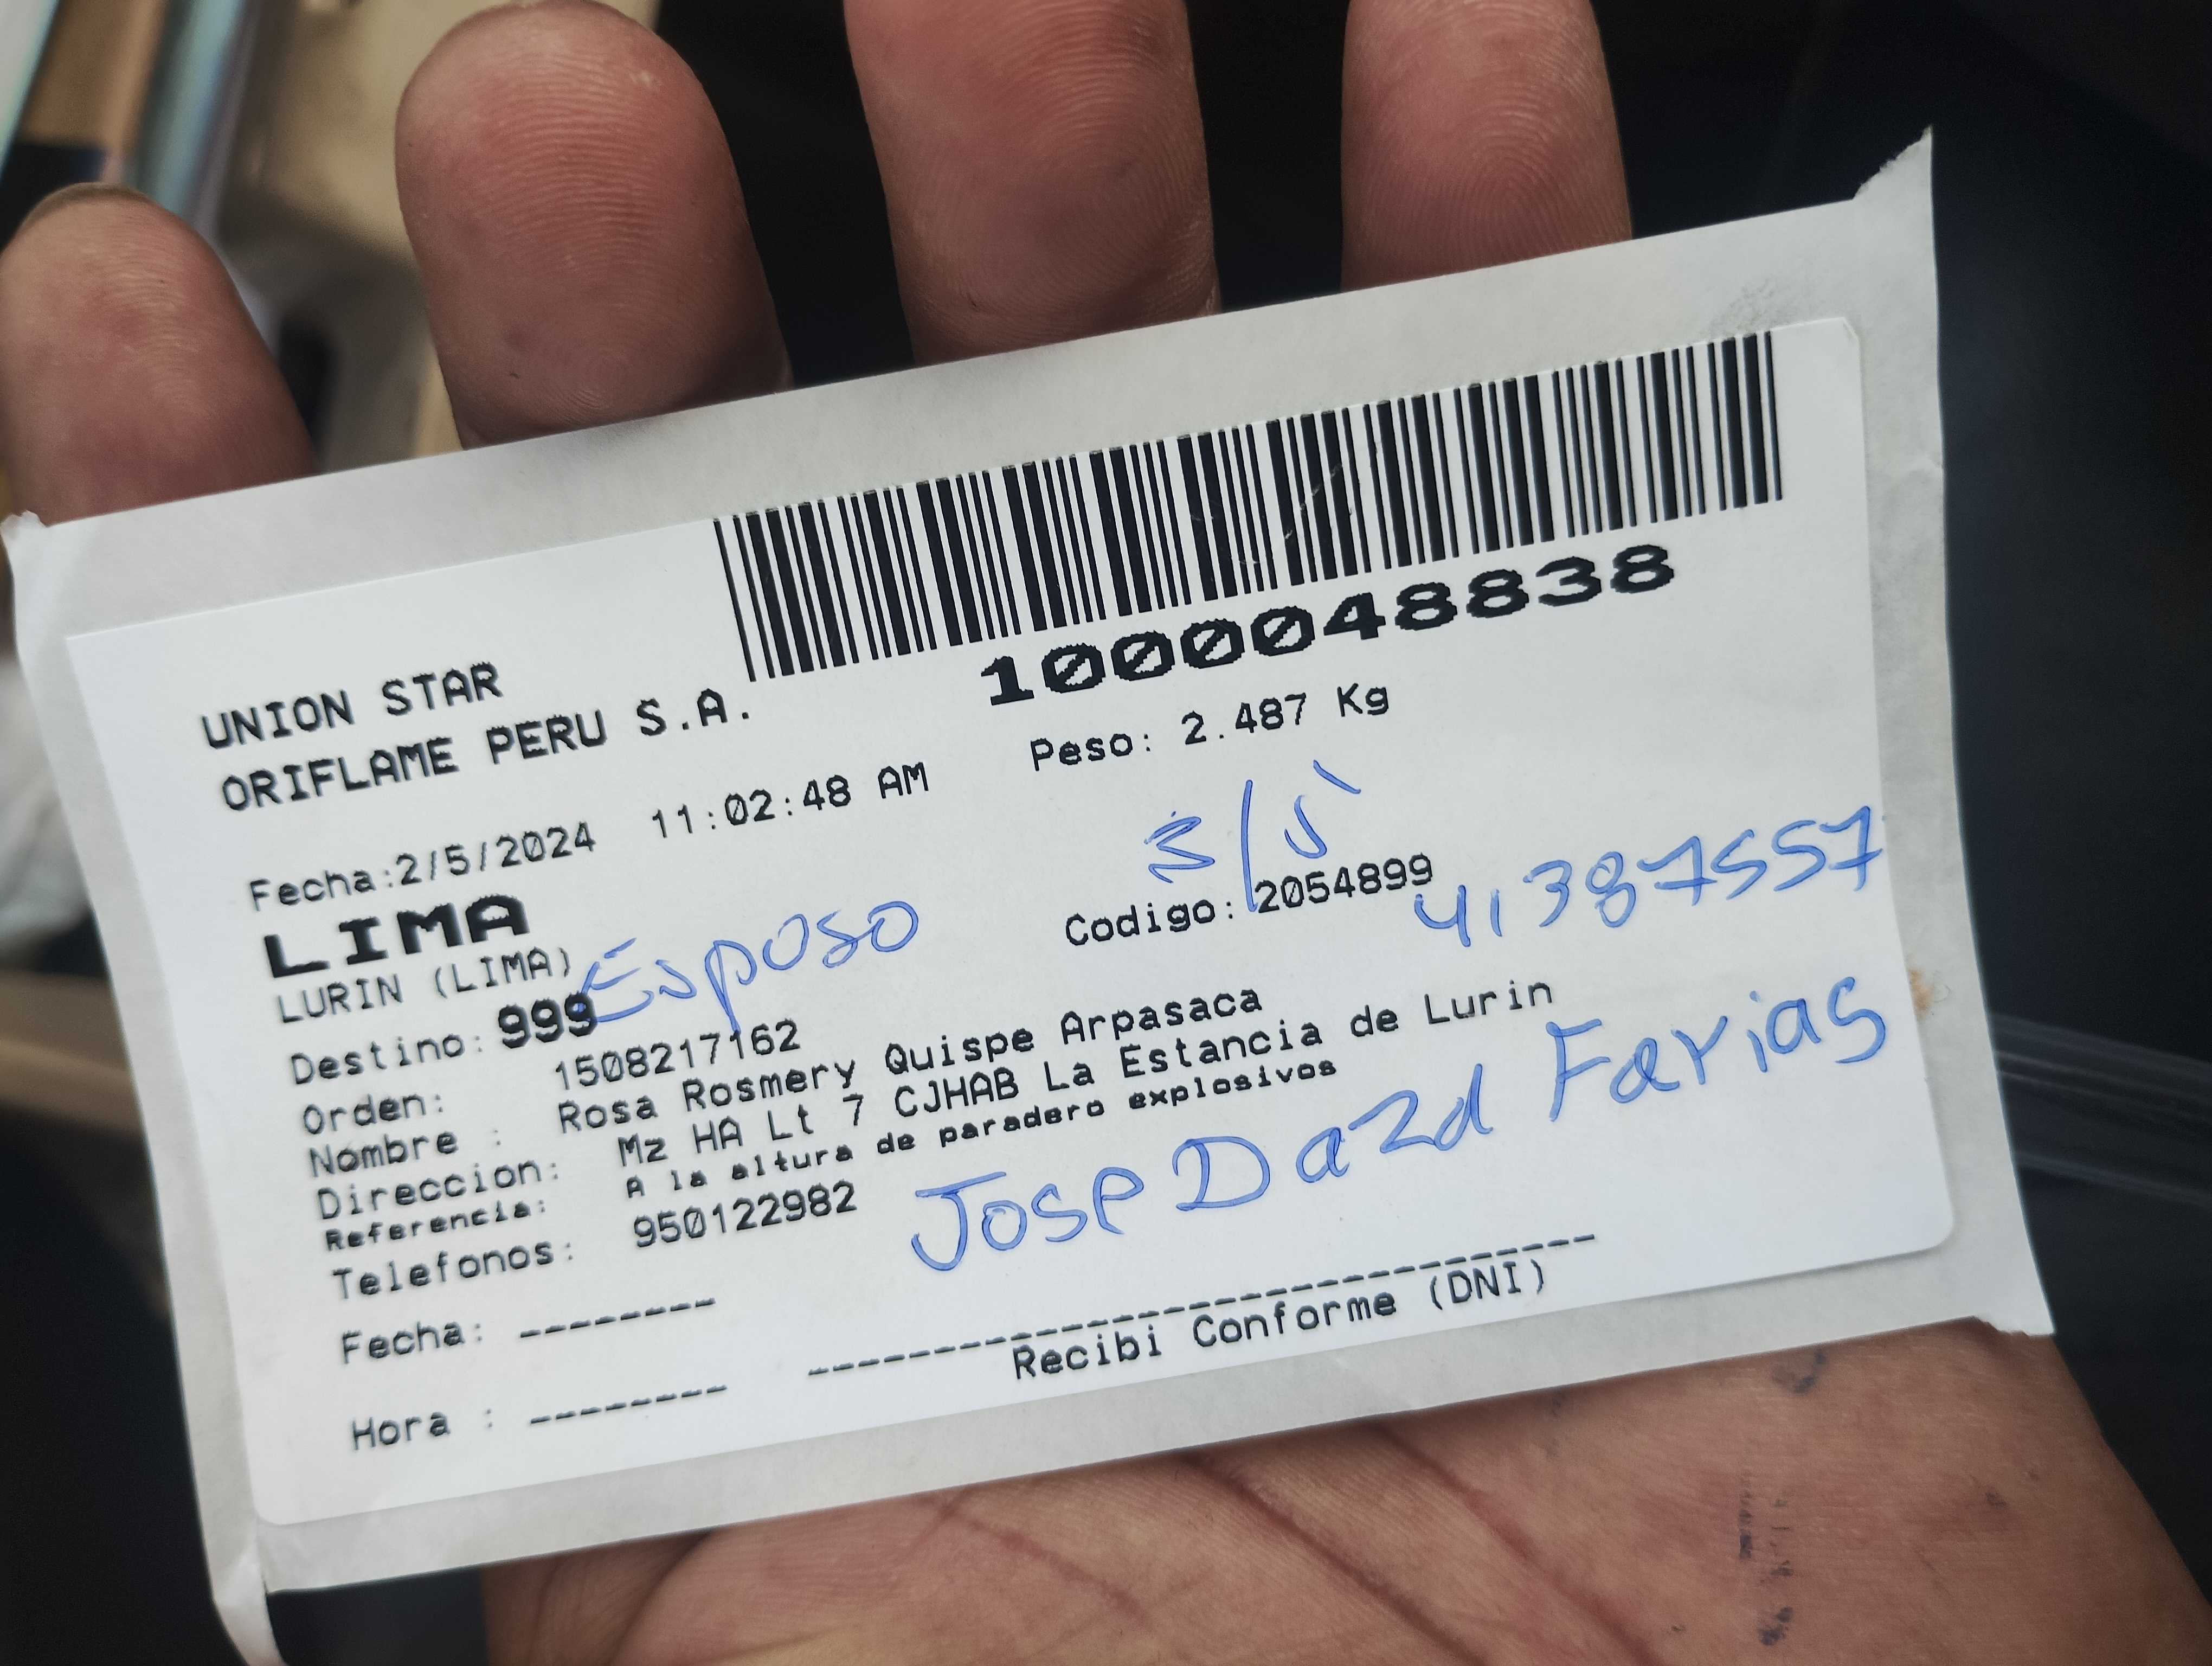 1000048838
UNION STAR
ORIFLAME PERU S.A.
Peso: 2.487 Kg
Fecha:2/5/2024 11:02:48 AM
3/5
LIMA
Codigo: 2054899
41387557
LURIN (LIMA)
Esposo
Destino: 999
Orden: 1508217162
Nombre : Rosa Rosmery Quispe Arpasaca
Direccion: Mz HA Lt 7 CJHAB La Estancia de Lurin
Referencia: A la altura de paradero explosivos
Telefonos: 950122982
Jose Farias
Fecha: --------
Recibi Conforme (DNI)
Hora : --------